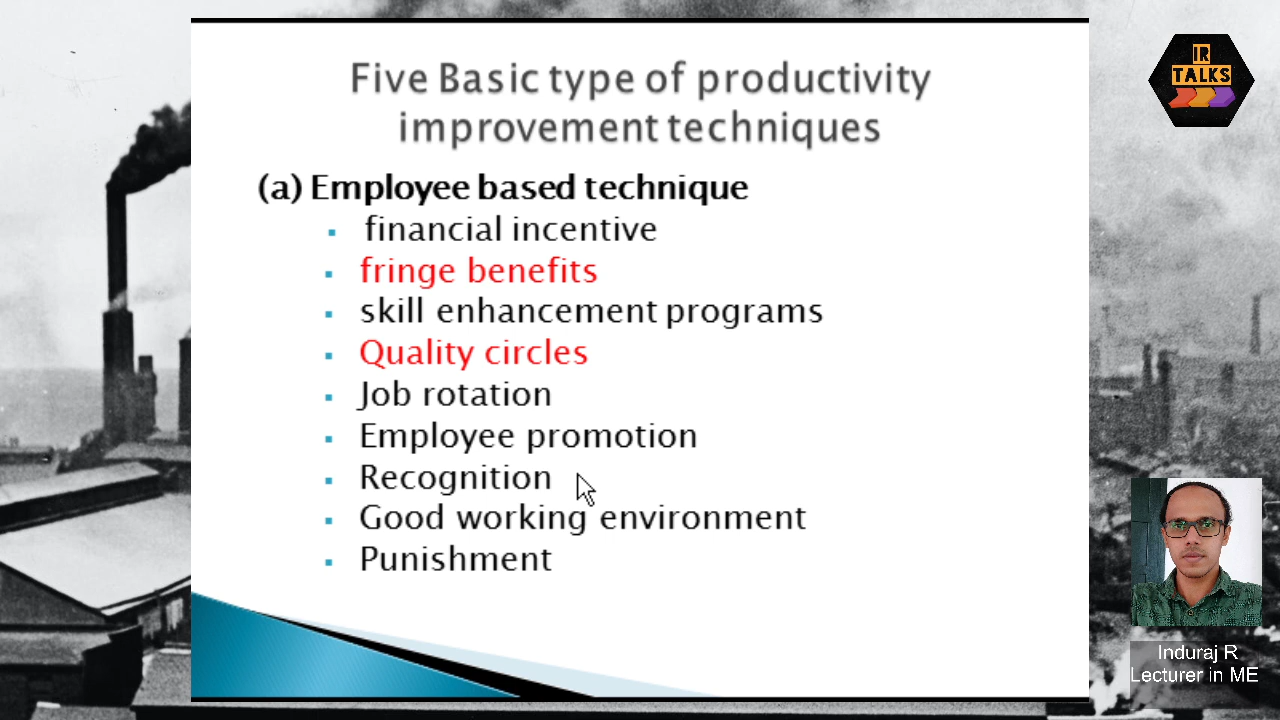 Five Basic type of productivity
improvement techniques
(a) Employee based technique
financial incentive
fringe benefits
skill enhancement programs
Quality circles
Job rotation
Employee promotion
Recognition
Good working environment
Punishment
IR
TALKS
Induraj R
Lecturer in ME